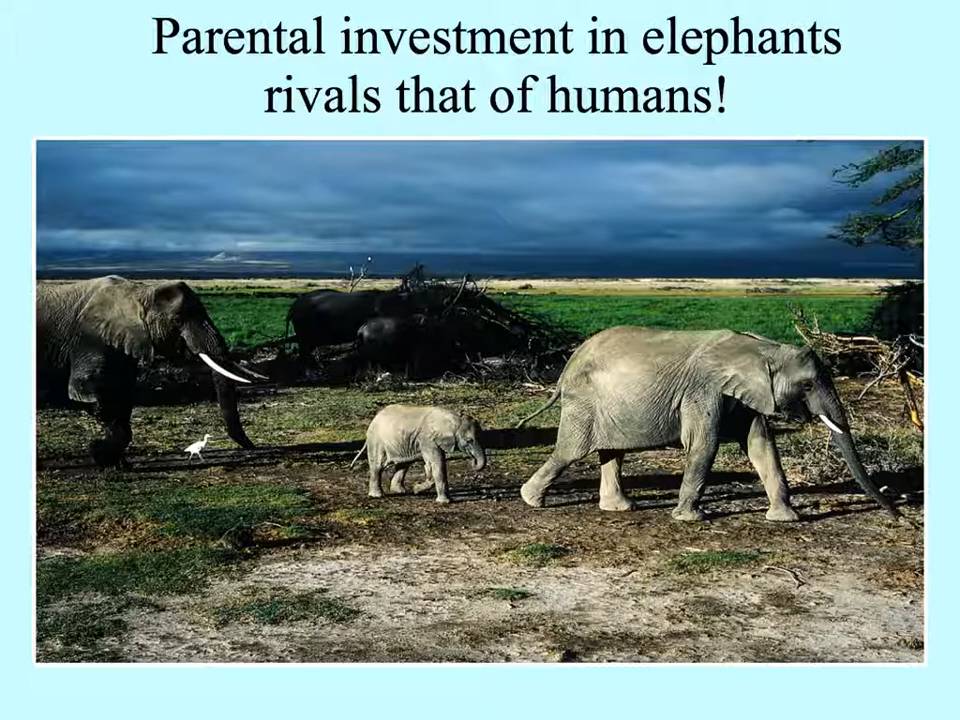 Parental investment in elephants
rivals that of humans!